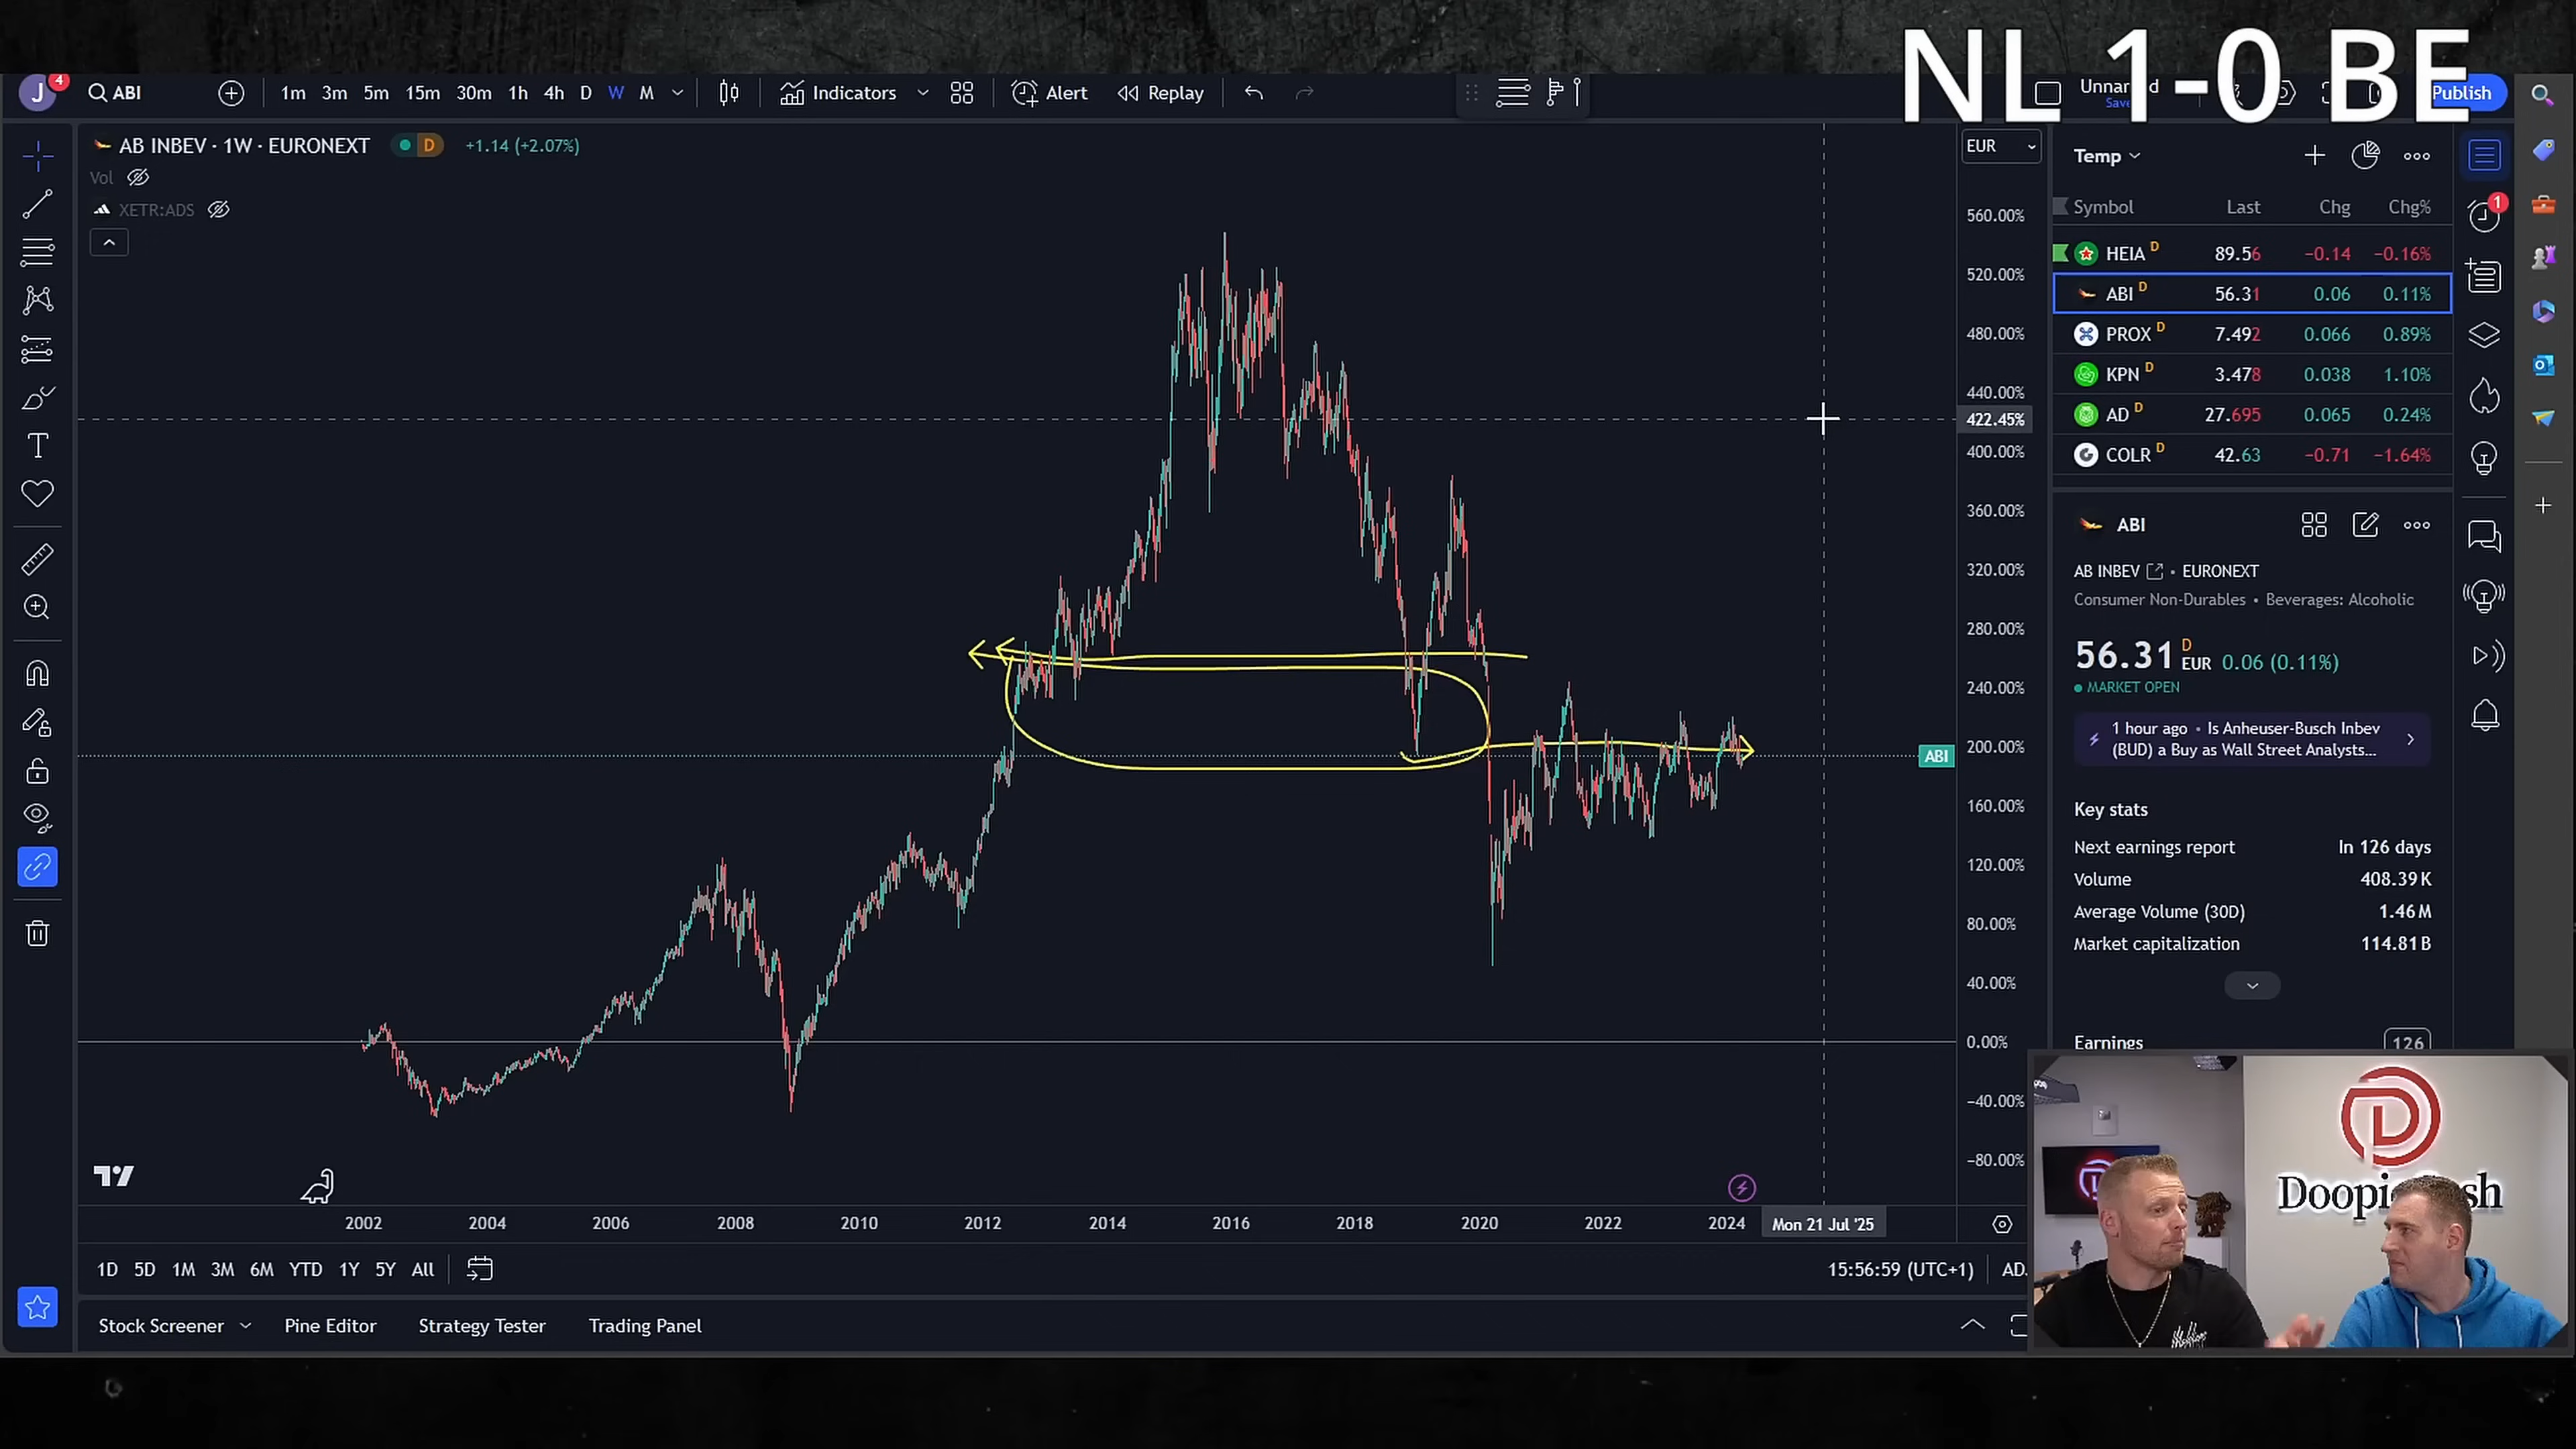 NL 1-0 BE
J 4 ABI 1m 3m 5m 15m 30m 1h 4h D W M Indicators Alert Replay Save Publish
AB INBEV · 1W · EURONEXT D +1.14 (+2.07%)
Vol
XETR:ADS
EUR
560.00%
520.00%
480.00%
440.00%
422.45%
400.00%
360.00%
320.00%
280.00%
240.00%
200.00%
ABI
160.00%
120.00%
80.00%
40.00%
0.00%
−40.00%
−80.00%
2002 2004 2006 2008 2010 2012 2014 2016 2018 2020 2022 2024 Mon 21 Jul '25
1D 5D 1M 3M 6M YTD 1Y 5Y All 15:56:59 (UTC+1)
Stock Screener Pine Editor Strategy Tester Trading Panel
Temp
Symbol Last Chg Chg%
HEIA D 89.56 −0.14 −0.16%
ABI D 56.31 0.06 0.11%
PROX D 7.492 0.066 0.89%
KPN D 3.478 0.038 1.10%
AD D 27.695 0.065 0.24%
COLR D 42.63 −0.71 −1.64%
ABI
AB INBEV • EURONEXT
Consumer Non-Durables • Beverages: Alcoholic
56.31 D EUR 0.06 (0.11%)
MARKET OPEN
1 hour ago • Is Anheuser-Busch Inbev
(BUD) a Buy as Wall Street Analysts...
Key stats
Next earnings report In 126 days
Volume 408.39K
Average Volume (30D) 1.46M
Market capitalization 114.81B
Earnings 126
1